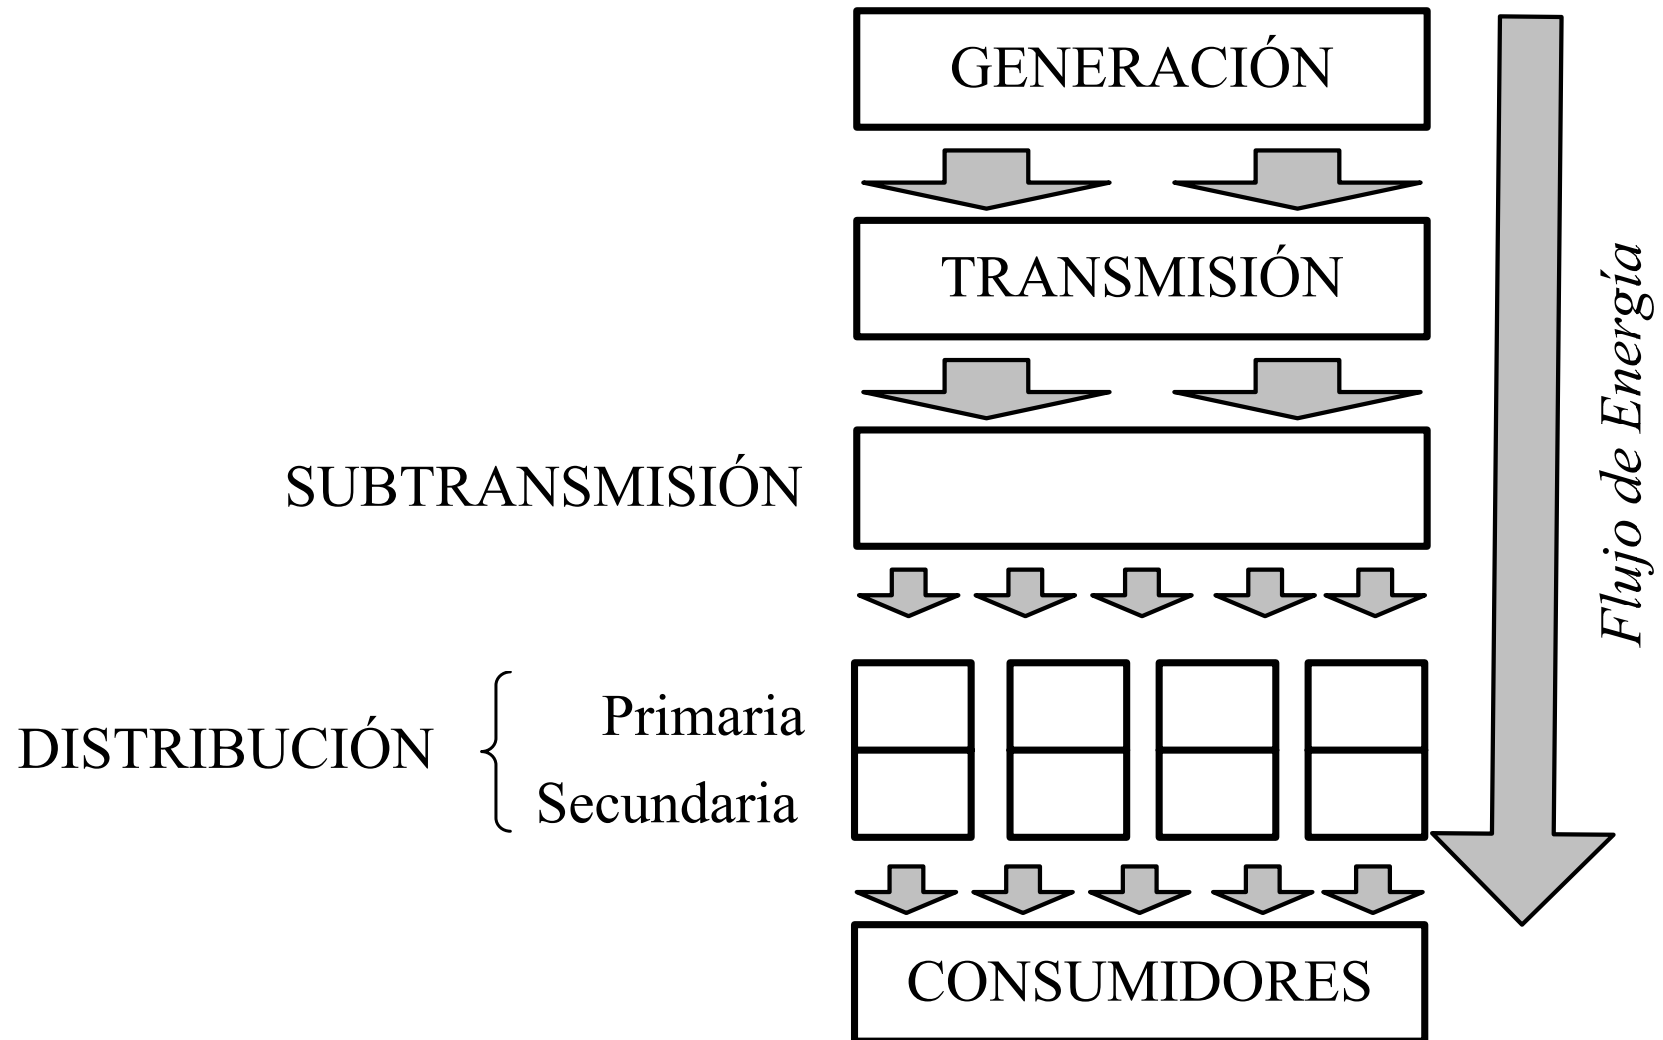 GENERACIÓN
TRANSMISIÓN
SUBTRANSMISIÓN
DISTRIBUCIÓN
Primaria
Secundaria
CONSUMIDORES
Flujo de Energía